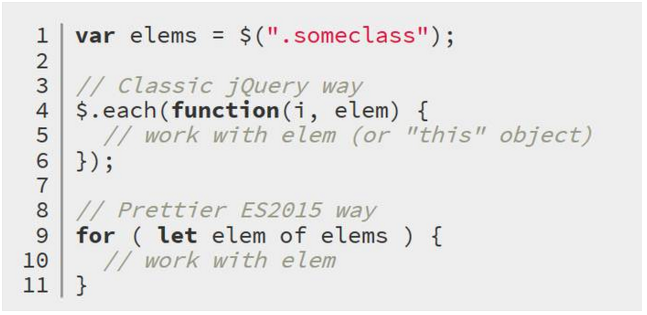 1 var elems = $(".someclass");
2
3 // Classic jQuery way
4 $.each(function(i, elem) {
5 // work with elem (or "this" object)
6 });
7
8 // Prettier ES2015 way
9 for ( let elem of elems ) {
10 // work with elem
11 }